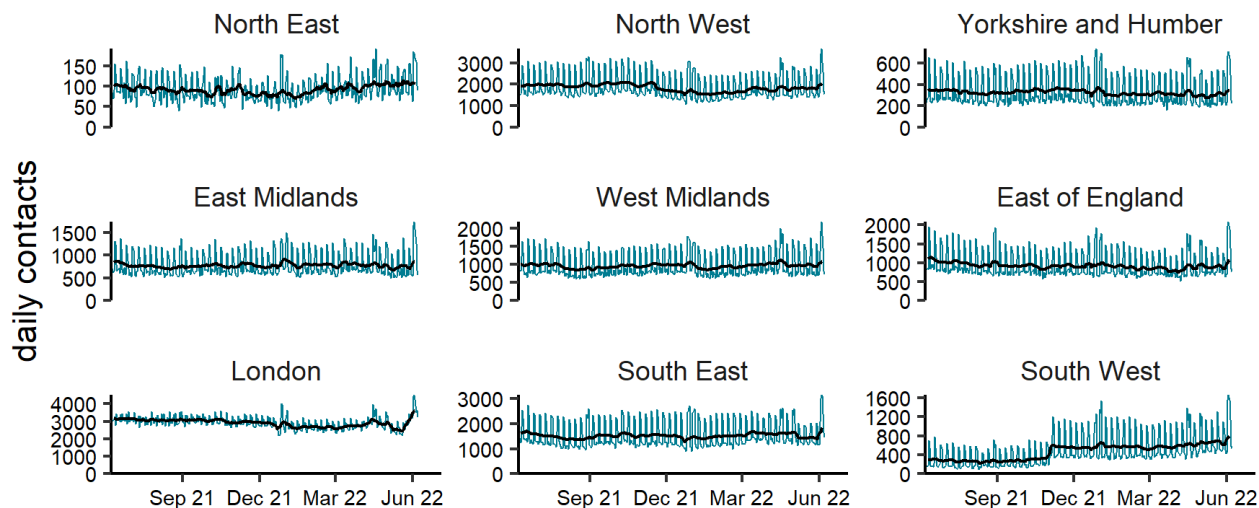 North East North West Yorkshire and Humber
150 3000 600
100 2000 400
50 1000 200
0 0 0
daily contacts
East Midlands West Midlands East of England
1500 2000 2000
1000 1500 1500
500 1000 1000
0 500 500
0 0
London South East South West
4000 3000 1600
3000 2000 1200
2000 1000 800
1000 0 400
0 0
Sep 21 Dec 21 Mar 22 Jun 22 Sep 21 Dec 21 Mar 22 Jun 22 Sep 21 Dec 21 Mar 22 Jun 22